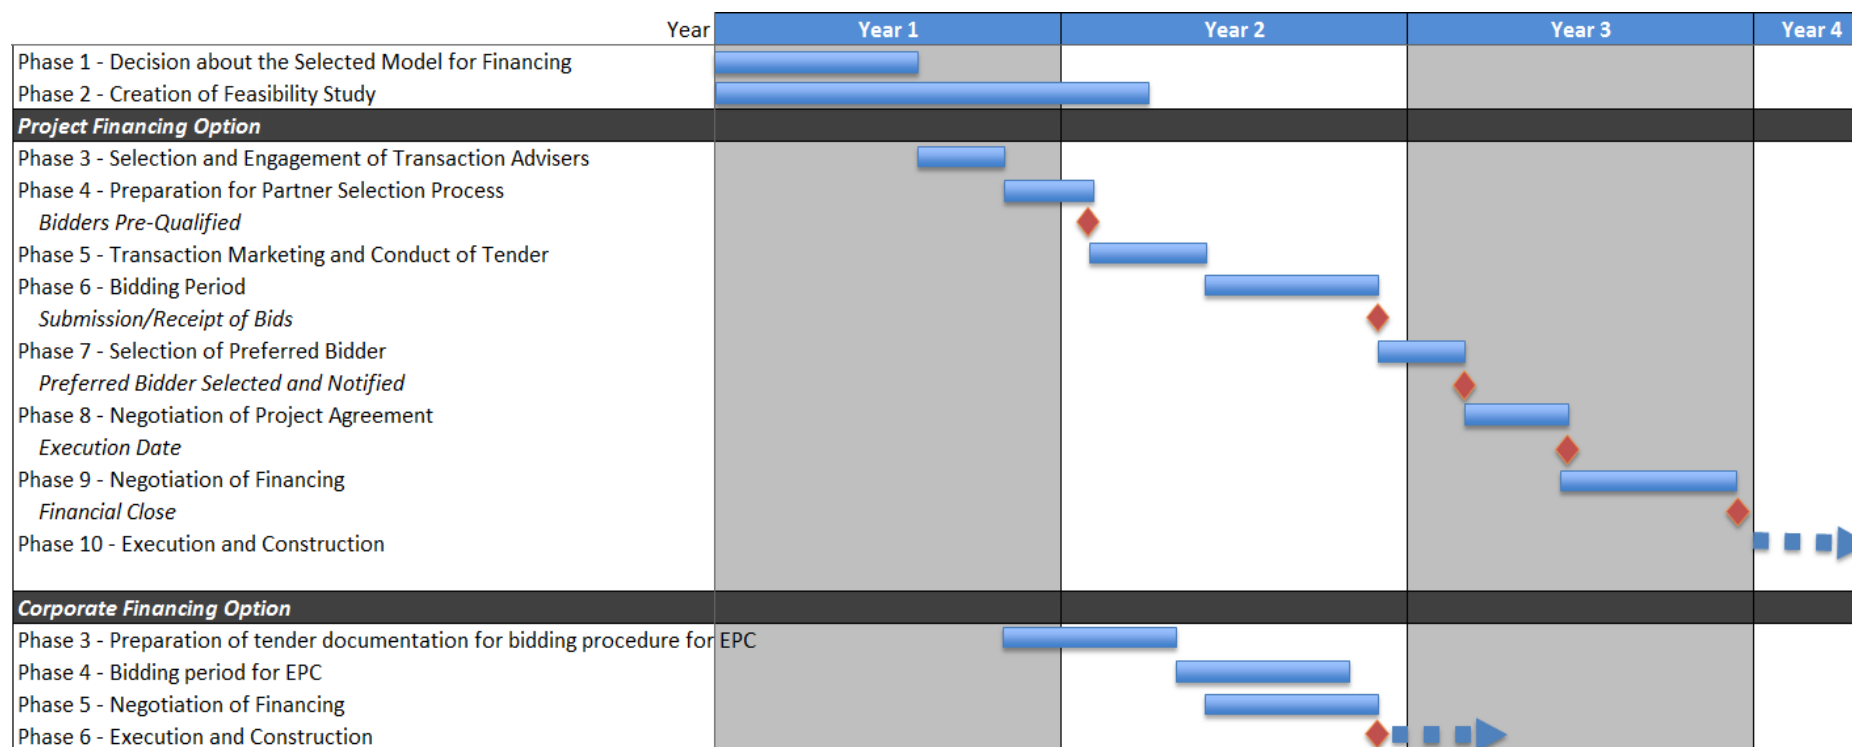 Year Year 1 Year 2 Year 3 Year 4
Phase 1 - Decision about the Selected Model for Financing
Phase 2 - Creation of Feasibility Study
Project Financing Option
Phase 3 - Selection and Engagement of Transaction Advisers
Phase 4 - Preparation for Partner Selection Process
Bidders Pre-Qualified
Phase 5 - Transaction Marketing and Conduct of Tender
Phase 6 - Bidding Period
Submission/Receipt of Bids
Phase 7 - Selection of Preferred Bidder
Preferred Bidder Selected and Notified
Phase 8 - Negotiation of Project Agreement
Execution Date
Phase 9 - Negotiation of Financing
Financial Close
Phase 10 - Execution and Construction
Corporate Financing Option
Phase 3 - Preparation of tender documentation for bidding procedure for EPC
Phase 4 - Bidding period for EPC
Phase 5 - Negotiation of Financing
Phase 6 - Execution and Construction